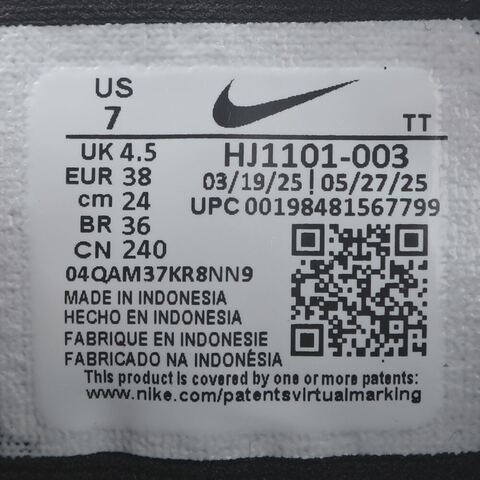 US
7
TT
UK 4.5
EUR 38
cm 24
BR 36
CN 240
HJ1101-003
03/19/25 | 05/27/25
UPC 00198481567799
04QAM37KR8NN9
MADE IN INDONESIA
HECHO EN INDONESIA
FABRIQUE EN INDONESIE
FABRICADO NA INDONÉSIA
This product is covered by one or more patents:
www.nike.com/patentsvirtualmarking